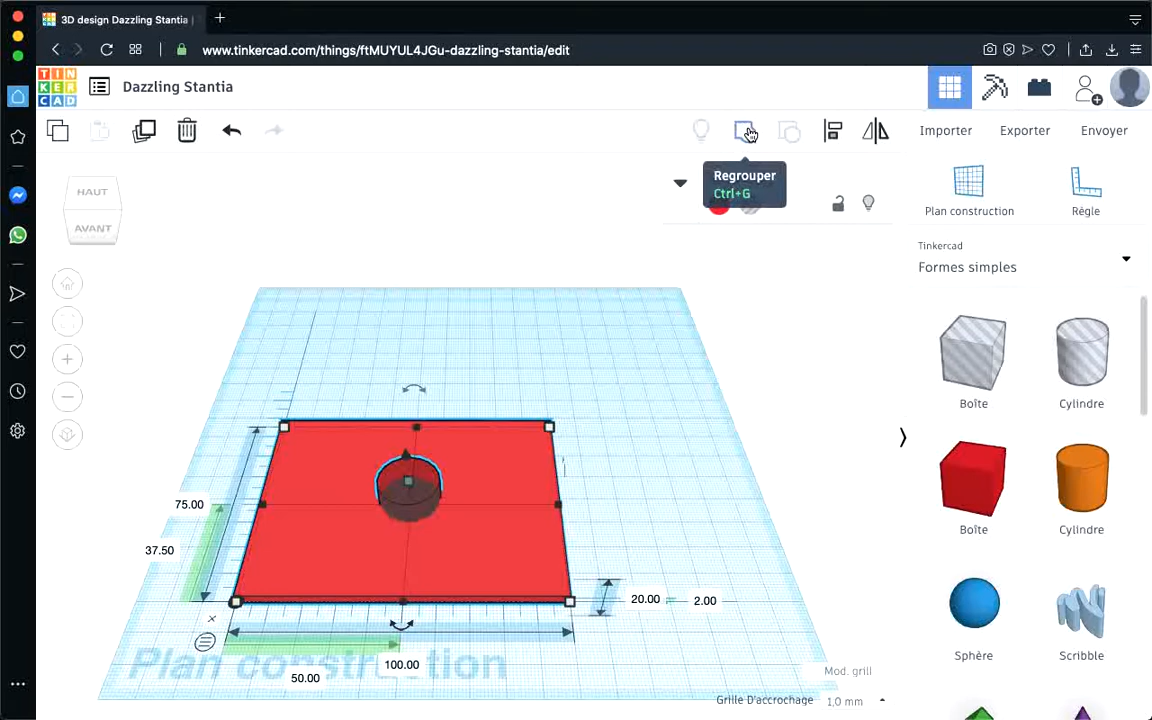 3D design Dazzling Stantia
www.tinkercad.com/things/ftMUYUL4JGu-dazzling-stantia/edit
TIN
KER
CAD
Dazzling Stantia
Importer
Exporter
Envoyer
Regrouper
Ctrl+G
HAUT
AVANT
Plan construction
Règle
Tinkercad
Formes simples
Boîte
Cylindre
Boîte
Cylindre
Sphère
Scribble
75.00
37.50
20.00
2.00
100.00
50.00
Plan construction
Mod. grill
Grille D'accrochage
1,0 mm